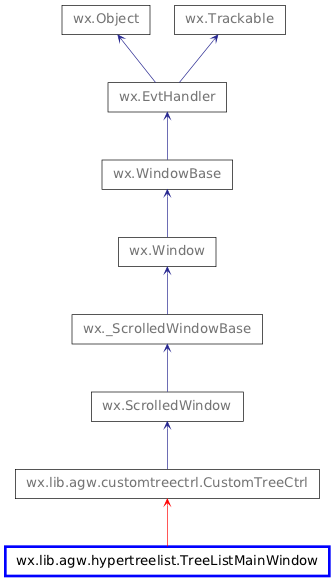 wx.Object
wx.Trackable
wx.EvtHandler
wx.WindowBase
wx.Window
wx._ScrolledWindowBase
wx.ScrolledWindow
wx.lib.agw.customtreectrl.CustomTreeCtrl
wx.lib.agw.hypertreelist.TreeListMainWindow